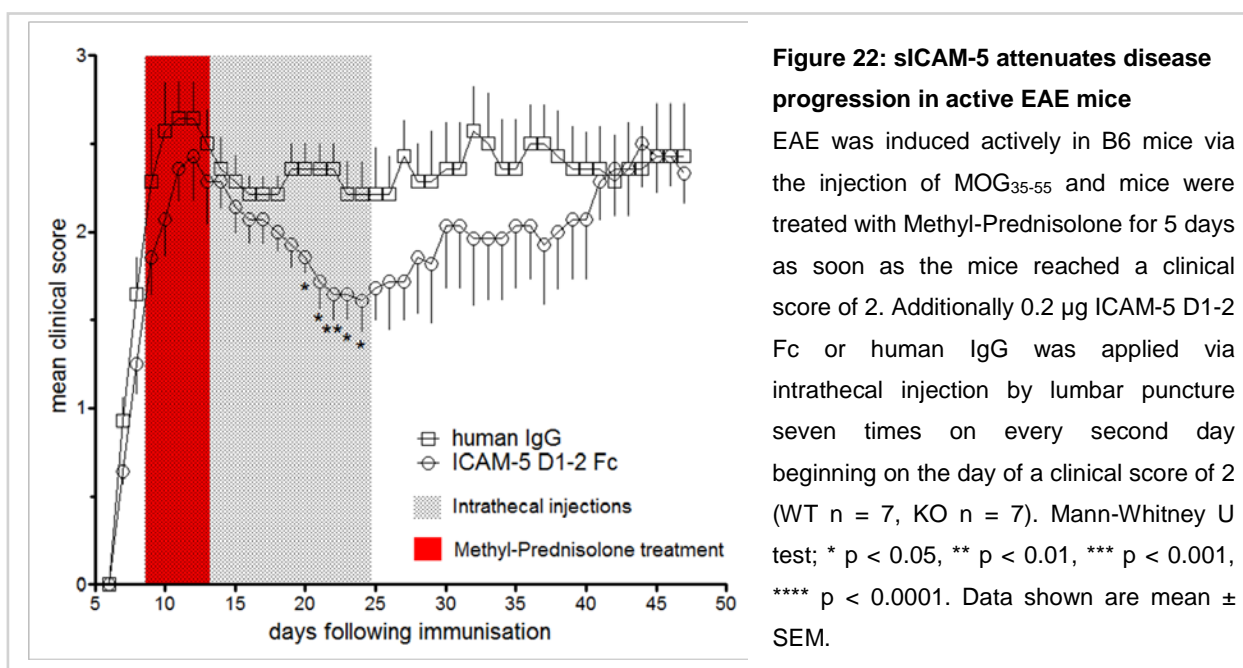 3
2
1
0
mean clinical score
5 10 15 20 25 30 35 40 45 50
days following immunisation
*
*
**
*
*
human IgG
ICAM-5 D1-2 Fc
Intrathecal injections
Methyl-Prednisolone treatment
Figure 22: sICAM-5 attenuates disease
progression in active EAE mice
EAE was induced actively in B6 mice via
the injection of MOG35-55 and mice were
treated with Methyl-Prednisolone for 5 days
as soon as the mice reached a clinical
score of 2. Additionally 0.2 µg ICAM-5 D1-2
Fc or human IgG was applied via
intrathecal injection by lumbar puncture
seven times on every second day
beginning on the day of a clinical score of 2
(WT n = 7, KO n = 7). Mann-Whitney U
test; * p < 0.05, ** p < 0.01, *** p < 0.001,
**** p < 0.0001. Data shown are mean ±
SEM.